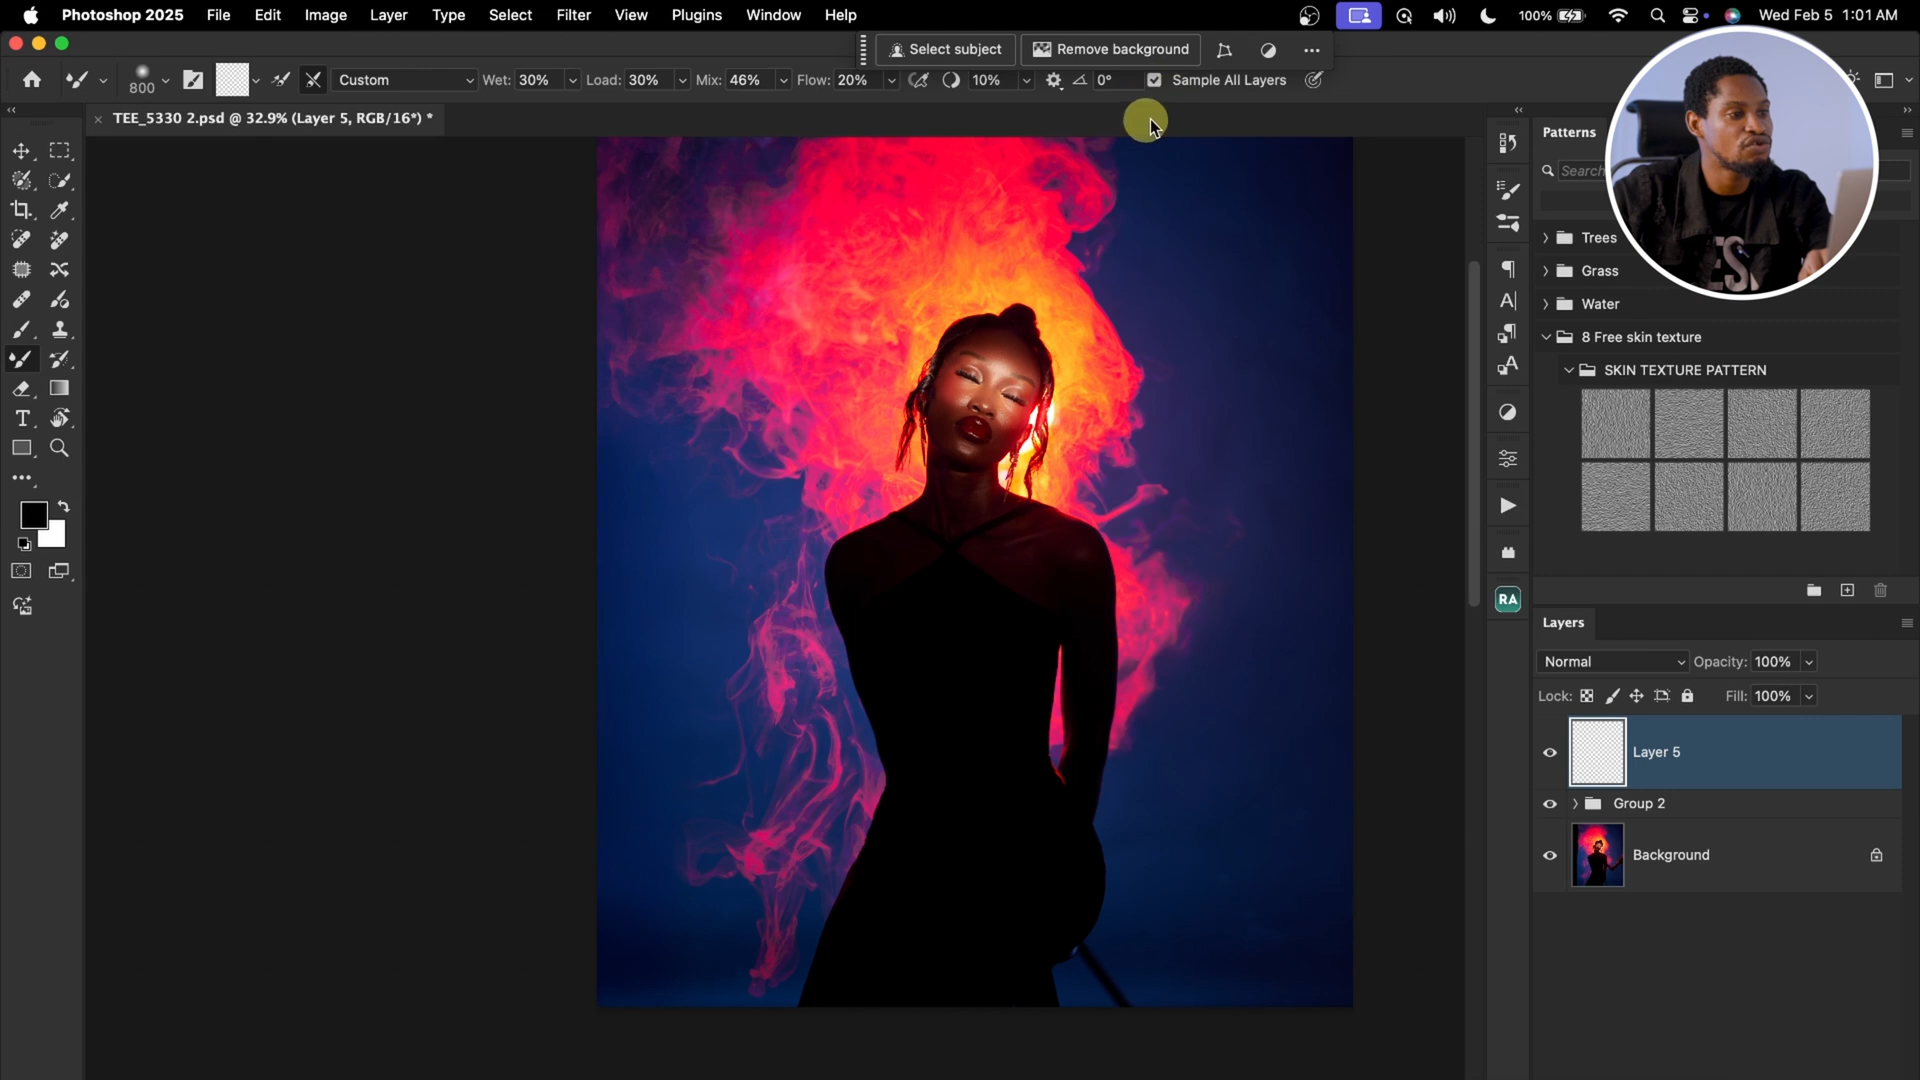 Photoshop 2025 File Edit Image Layer Type Select Filter View Plugins Window Help 100% Wed Feb 5 1:01 AM
Select subject Remove background
800 Custom Wet: 30% Load: 30% Mix: 46% Flow: 20% 10% 0° Sample All Layers
TEE_5330 2.psd @ 32.9% (Layer 5, RGB/16*) *
Patterns
Search
Trees
Grass
Water
8 Free skin texture
SKIN TEXTURE PATTERN
RA
Layers
Normal Opacity: 100%
Lock: Fill: 100%
Layer 5
Group 2
Background